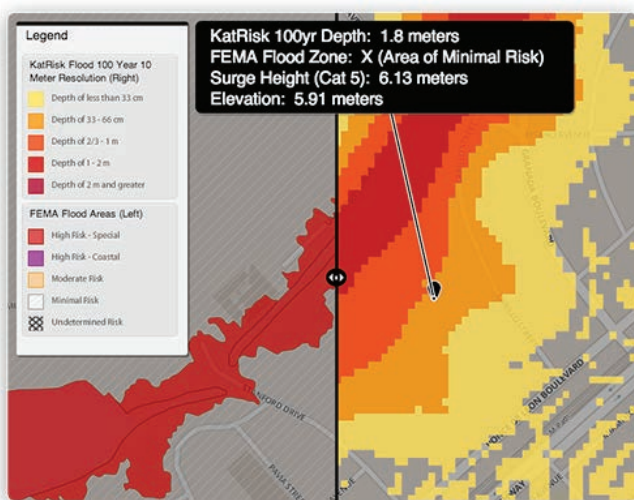 Legend
KatRisk Flood 100 Year 10
Meter Resolution (Right)
Depth of less than 33 cm
Depth of 33 - 66 cm
Depth of 2/3 - 1 m
Depth of 1 - 2 m
Depth of 2 m and greater
FEMA Flood Areas (Left)
High Risk - Special
High Risk - Coastal
Moderate Risk
Minimal Risk
Undetermined Risk
KatRisk 100yr Depth: 1.8 meters
FEMA Flood Zone: X (Area of Minimal Risk)
Surge Height (Cat 5): 6.13 meters
Elevation: 5.91 meters
GRANADA BOULEVARD
BOULEVARD
DRIVE
PAVIA